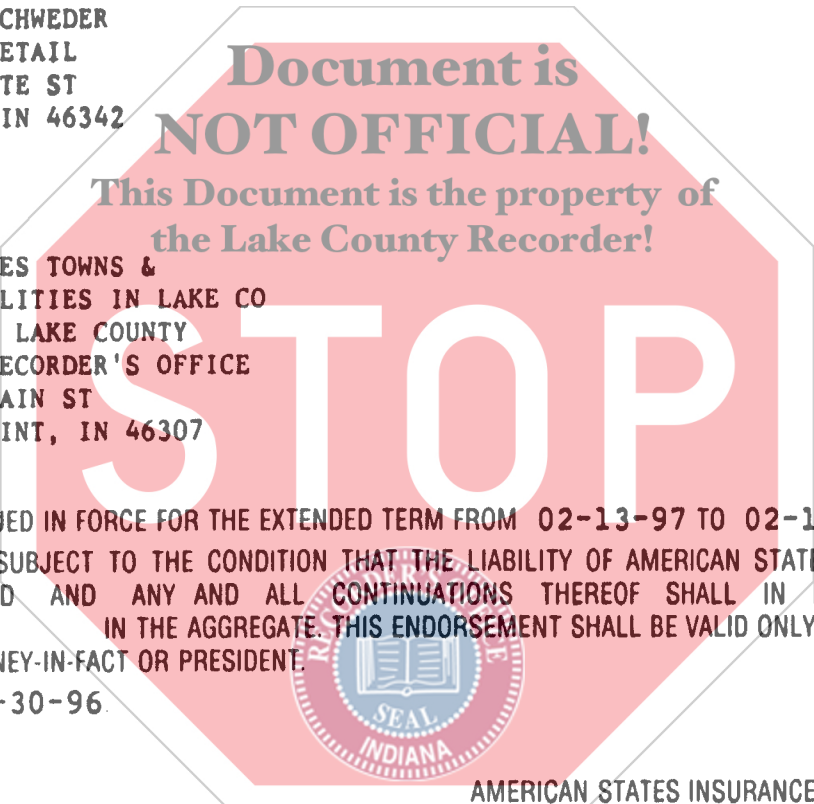 CHWEDER
ETAIL
TE ST
IN 46342
Document is
NOT OFFICIAL!
This Document is the property of
the Lake County Recorder!
ES TOWNS &
LITIES IN LAKE CO
LAKE COUNTY
ECORDER'S OFFICE
AIN ST
INT, IN 46307
STOP
UED IN FORCE FOR THE EXTENDED TERM FROM 02-13-97 TO 02-1
SUBJECT TO THE CONDITION THAT THE LIABILITY OF AMERICAN STATE
D AND ANY AND ALL CONTINUATIONS THEREOF SHALL IN
IN THE AGGREGATE. THIS ENDORSEMENT SHALL BE VALID ONLY
NEY-IN-FACT OR PRESIDENT.
-30-96
RECORDER'S OFFICE
SEAL
INDIANA
AMERICAN STATES INSURANCE